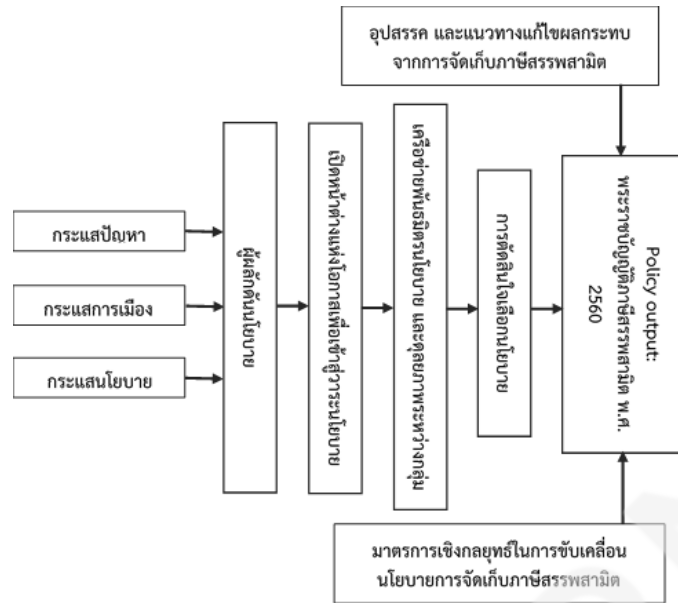 อุปสรรค และแนวทางแก้ไขผลกระทบ
จากการจัดเก็บภาษีสรรพสามิต
กระแสปัญหา
กระแสการเมือง
กระแสนโยบาย
ผู้ผลักดันนโยบาย
เปิดหน้าต่างแห่งโอกาสเพื่อเข้าสู่วาระนโยบาย
เครือข่ายพันธมิตรนโยบาย และดุลยภาพระหว่างกลุ่ม
การตัดสินใจเลือกนโยบาย
Policy output:
พระราชบัญญัติภาษีสรรพสามิต พ.ศ.
2560
มาตรการเชิงกลยุทธ์ในการขับเคลื่อน
นโยบายการจัดเก็บภาษีสรรพสามิต